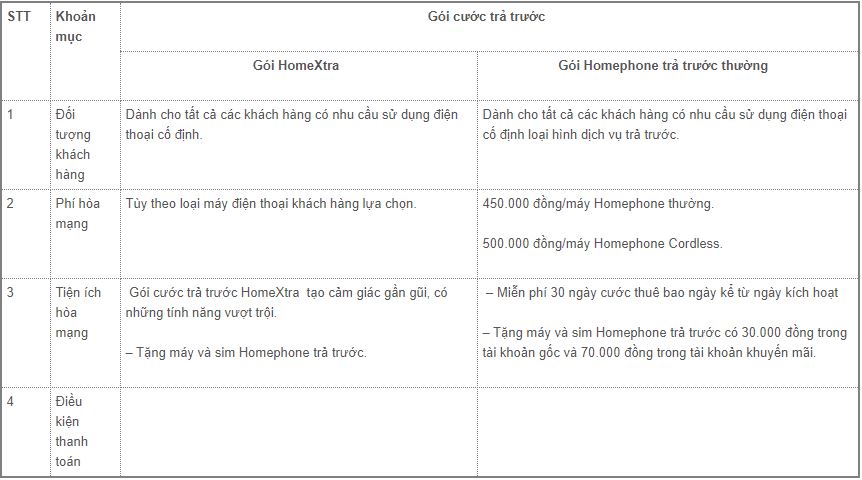 STT
Khoản
mục
Gói cước trả trước
Gói HomeXtra
Gói Homephone trả trước thường
1
Đối
tượng
khách
hàng
Dành cho tất cả các khách hàng có nhu cầu sử dụng điện
thoại cố định.
Dành cho tất cả các khách hàng có nhu cầu sử dụng điện thoại
cố định loại hình dịch vụ trả trước.
2
Phí hòa
mạng
Tùy theo loại máy điện thoại khách hàng lựa chọn.
450.000 đồng/máy Homephone thường.
500.000 đồng/máy Homephone Cordless.
3
Tiện ích
hòa
mạng
Gói cước trả trước HomeXtra tạo cảm giác gần gũi, có
những tính năng vượt trội.
– Tặng máy và sim Homephone trả trước.
– Miễn phí 30 ngày cước thuê bao ngày kể từ ngày kích hoạt
– Tặng máy và sim Homephone trả trước có 30.000 đồng trong
tài khoản gốc và 70.000 đồng trong tài khoản khuyến mãi.
4
Điều
kiện
thanh
toán